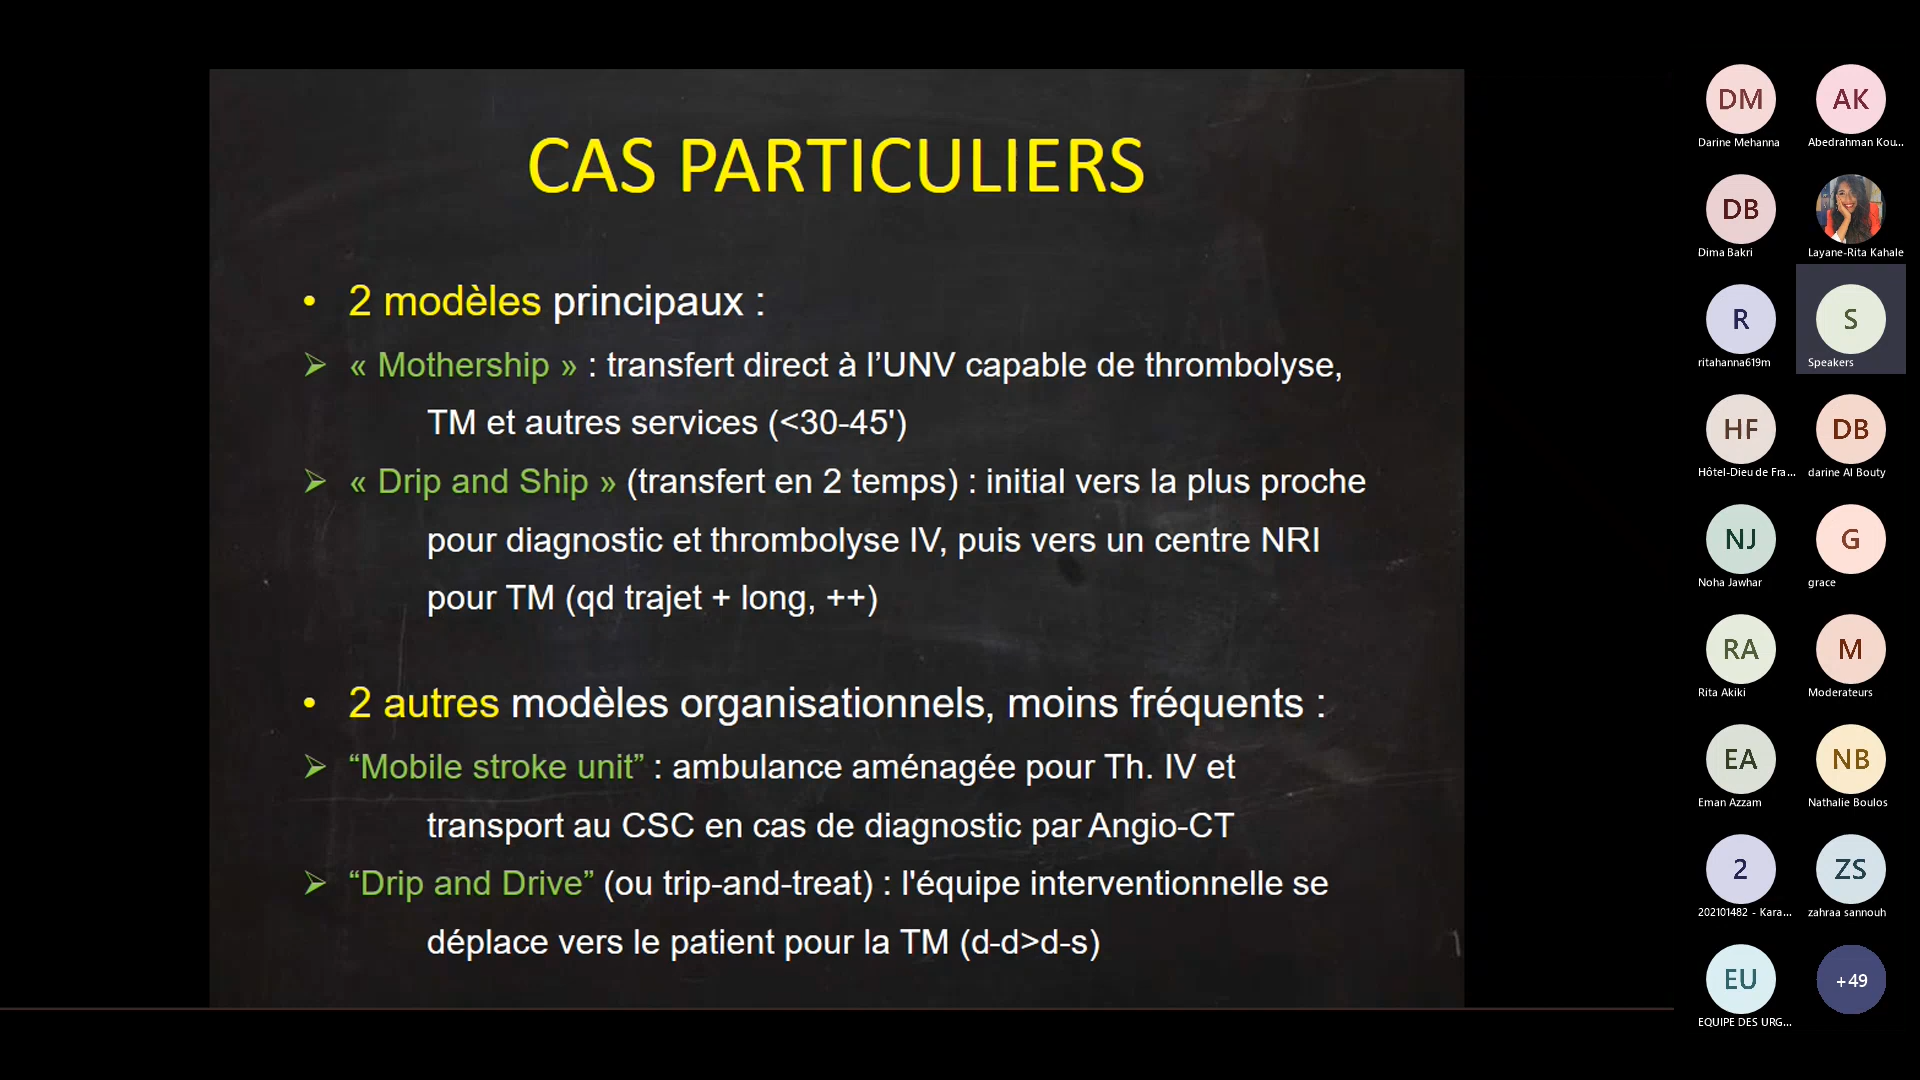 CAS PARTICULIERS
• 2 modèles principaux :
➢ « Mothership » : transfert direct à l’UNV capable de thrombolyse,
TM et autres services (<30-45')
➢ « Drip and Ship » (transfert en 2 temps) : initial vers la plus proche
pour diagnostic et thrombolyse IV, puis vers un centre NRI
pour TM (qd trajet + long, ++)
• 2 autres modèles organisationnels, moins fréquents :
➢ “Mobile stroke unit” : ambulance aménagée pour Th. IV et
transport au CSC en cas de diagnostic par Angio-CT
➢ “Drip and Drive” (ou trip-and-treat) : l'équipe interventionnelle se
déplace vers le patient pour la TM (d-d>d-s)
DM AK
Darine Mehanna Abedrahman Kou...
DB
Dima Bakri Layane-Rita Kahale
R S
ritahanna619m Speakers
HF DB
Hôtel-Dieu de Fra... darine Al Bouty
NJ G
Noha Jawhar grace
RA M
Rita Akiki Moderateurs
EA NB
Eman Azzam Nathalie Boulos
2 ZS
202101482 - Kara... zahraa sannouh
EU +49
EQUIPE DES URG...